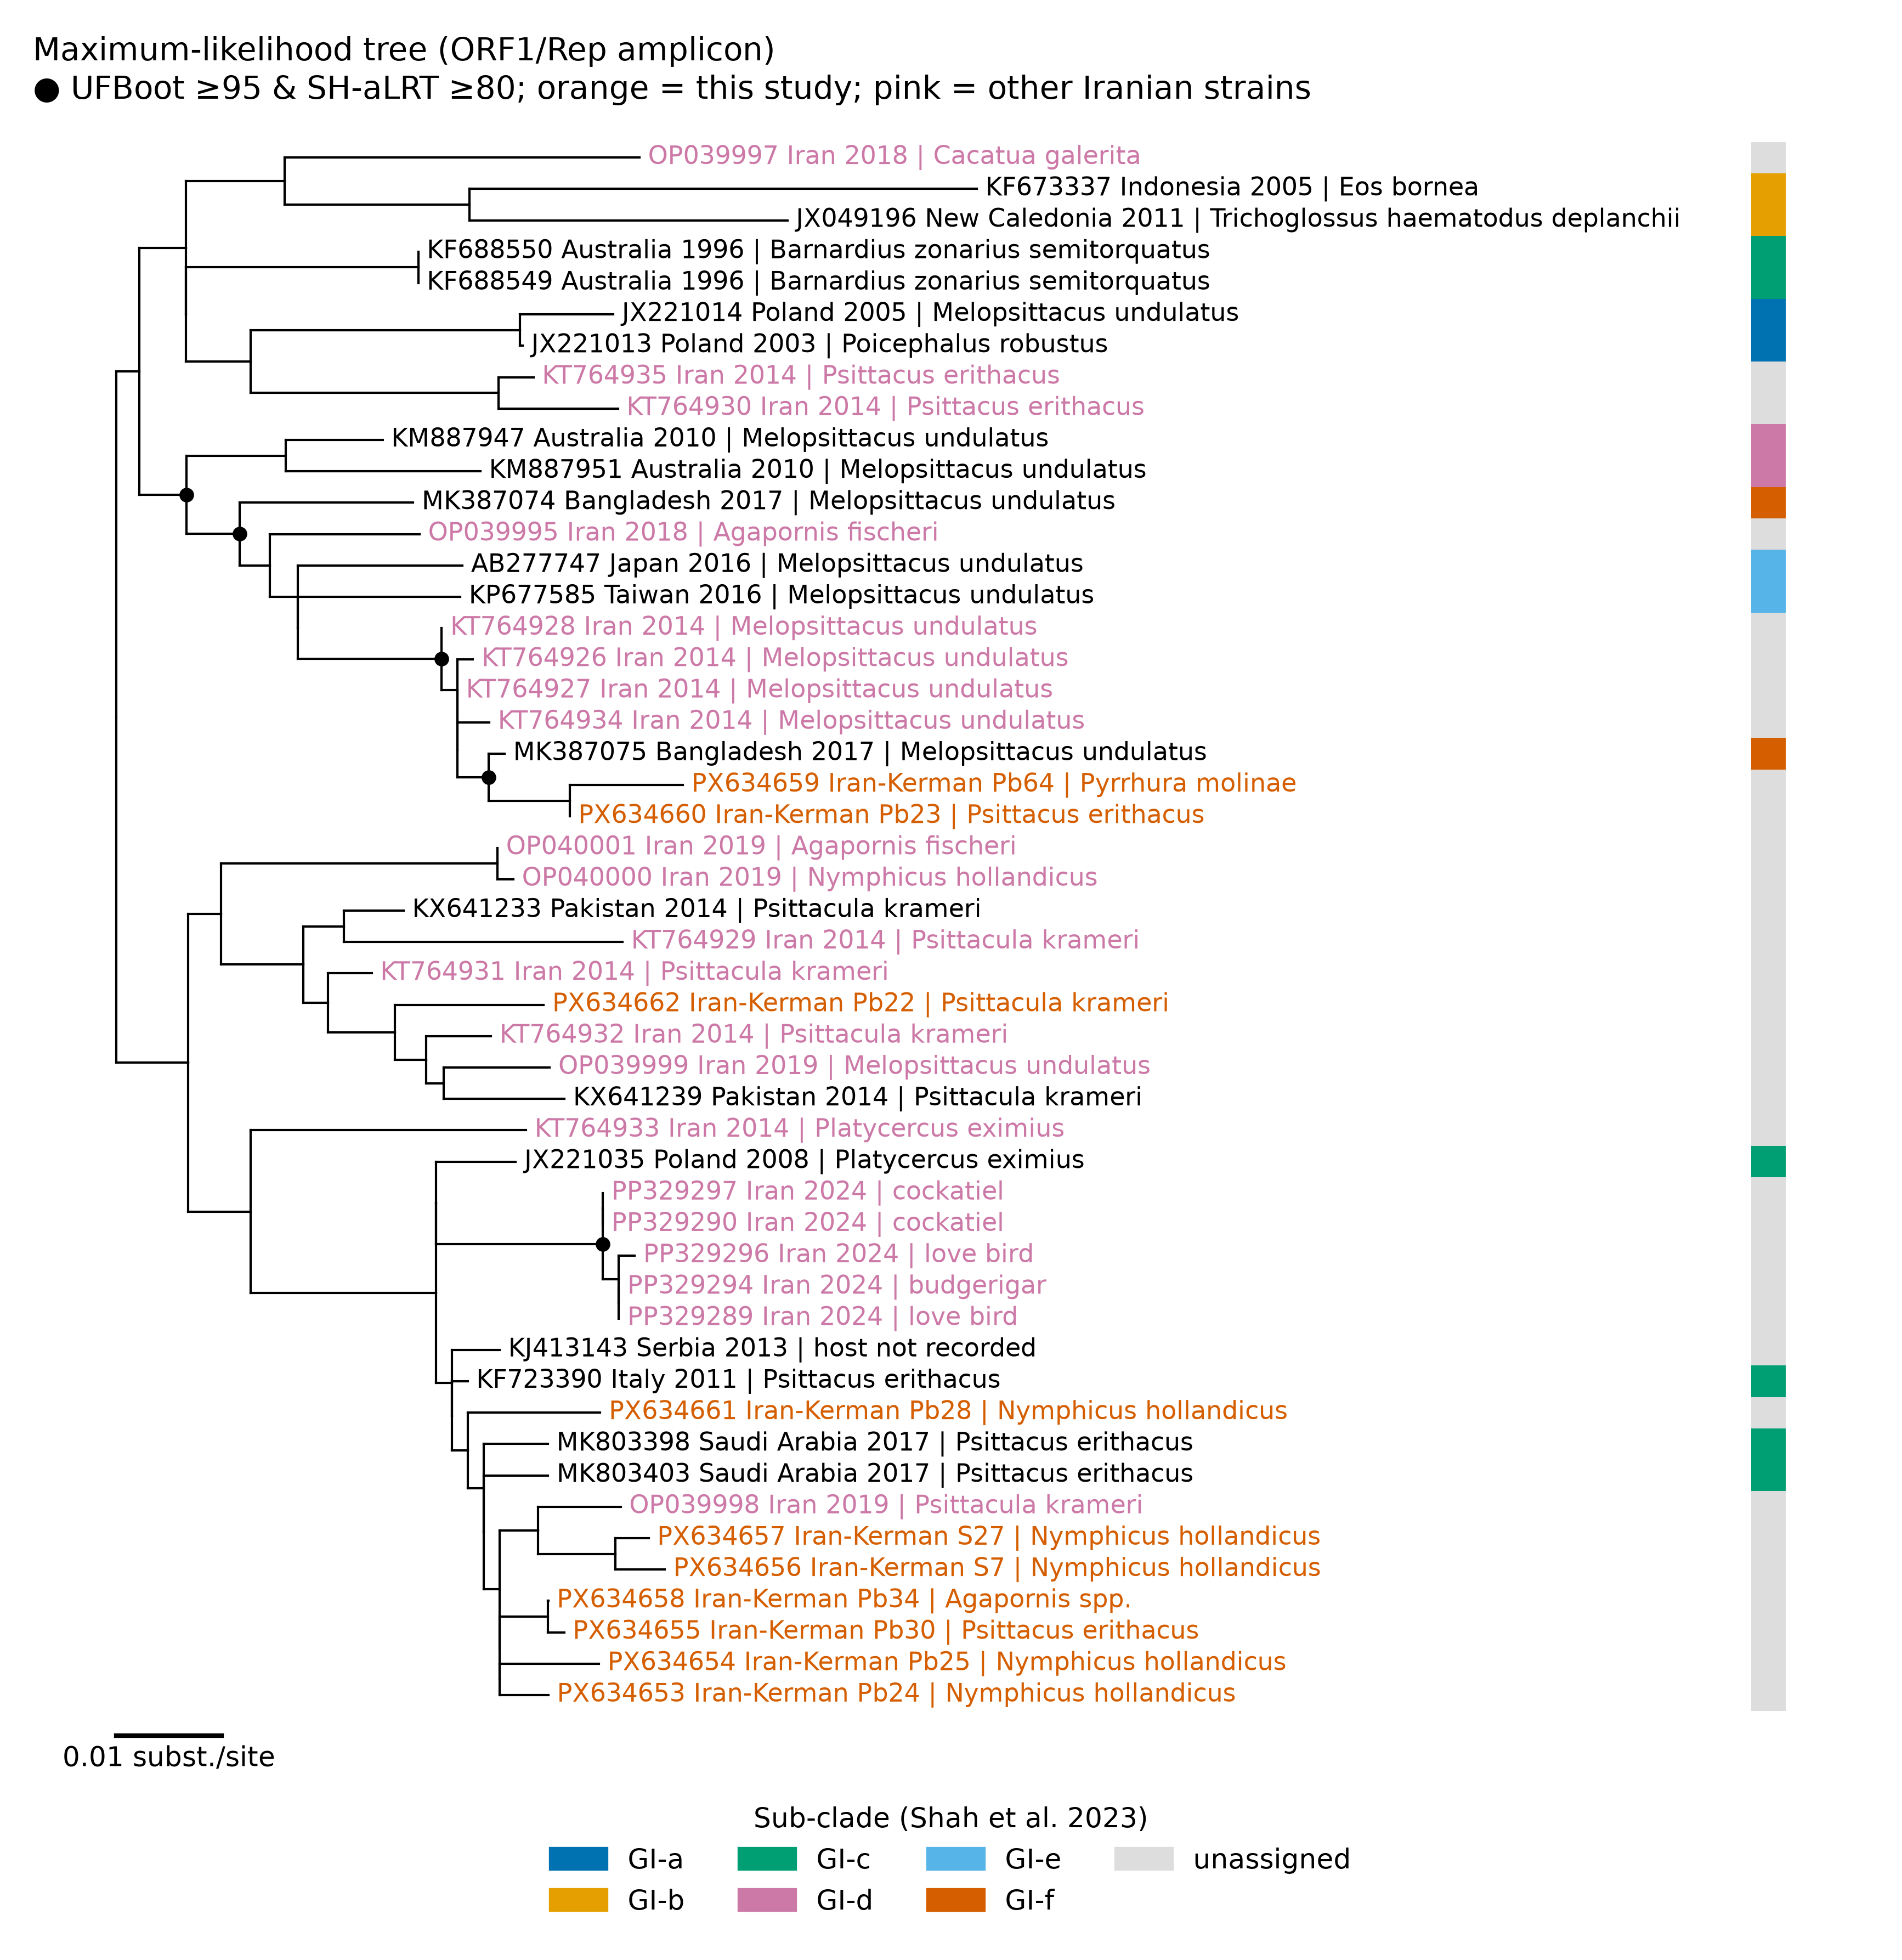 Maximum-likelihood tree (ORF1/Rep amplicon)
● UFBoot ≥95 & SH-aLRT ≥80; orange = this study; pink = other Iranian strains
OP039997 Iran 2018 | Cacatua galerita
KF673337 Indonesia 2005 | Eos bornea
JX049196 New Caledonia 2011 | Trichoglossus haematodus deplanchii
KF688550 Australia 1996 | Barnardius zonarius semitorquatus
KF688549 Australia 1996 | Barnardius zonarius semitorquatus
JX221014 Poland 2005 | Melopsittacus undulatus
JX221013 Poland 2003 | Poicephalus robustus
KT764935 Iran 2014 | Psittacus erithacus
KT764930 Iran 2014 | Psittacus erithacus
KM887947 Australia 2010 | Melopsittacus undulatus
KM887951 Australia 2010 | Melopsittacus undulatus
MK387074 Bangladesh 2017 | Melopsittacus undulatus
OP039995 Iran 2018 | Agapornis fischeri
AB277747 Japan 2016 | Melopsittacus undulatus
KP677585 Taiwan 2016 | Melopsittacus undulatus
KT764928 Iran 2014 | Melopsittacus undulatus
KT764926 Iran 2014 | Melopsittacus undulatus
KT764927 Iran 2014 | Melopsittacus undulatus
KT764934 Iran 2014 | Melopsittacus undulatus
MK387075 Bangladesh 2017 | Melopsittacus undulatus
PX634659 Iran-Kerman Pb64 | Pyrrhura molinae
PX634660 Iran-Kerman Pb23 | Psittacus erithacus
OP040001 Iran 2019 | Agapornis fischeri
OP040000 Iran 2019 | Nymphicus hollandicus
KX641233 Pakistan 2014 | Psittacula krameri
KT764929 Iran 2014 | Psittacula krameri
KT764931 Iran 2014 | Psittacula krameri
PX634662 Iran-Kerman Pb22 | Psittacula krameri
KT764932 Iran 2014 | Psittacula krameri
OP039999 Iran 2019 | Melopsittacus undulatus
KX641239 Pakistan 2014 | Psittacula krameri
KT764933 Iran 2014 | Platycercus eximius
JX221035 Poland 2008 | Platycercus eximius
PP329297 Iran 2024 | cockatiel
PP329290 Iran 2024 | cockatiel
PP329296 Iran 2024 | love bird
PP329294 Iran 2024 | budgerigar
PP329289 Iran 2024 | love bird
KJ413143 Serbia 2013 | host not recorded
KF723390 Italy 2011 | Psittacus erithacus
PX634661 Iran-Kerman Pb28 | Nymphicus hollandicus
MK803398 Saudi Arabia 2017 | Psittacus erithacus
MK803403 Saudi Arabia 2017 | Psittacus erithacus
OP039998 Iran 2019 | Psittacula krameri
PX634657 Iran-Kerman S27 | Nymphicus hollandicus
PX634656 Iran-Kerman S7 | Nymphicus hollandicus
PX634658 Iran-Kerman Pb34 | Agapornis spp.
PX634655 Iran-Kerman Pb30 | Psittacus erithacus
PX634654 Iran-Kerman Pb25 | Nymphicus hollandicus
PX634653 Iran-Kerman Pb24 | Nymphicus hollandicus
0.01 subst./site
Sub-clade (Shah et al. 2023)
GI-a GI-c GI-e unassigned
GI-b GI-d GI-f